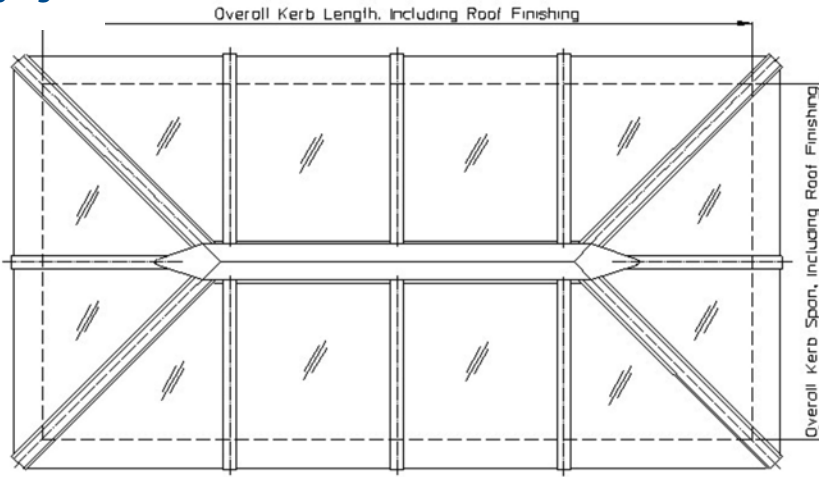 Overall Kerb Length, Including Roof Finishing
Overall Kerb Span, Including Roof Finishing